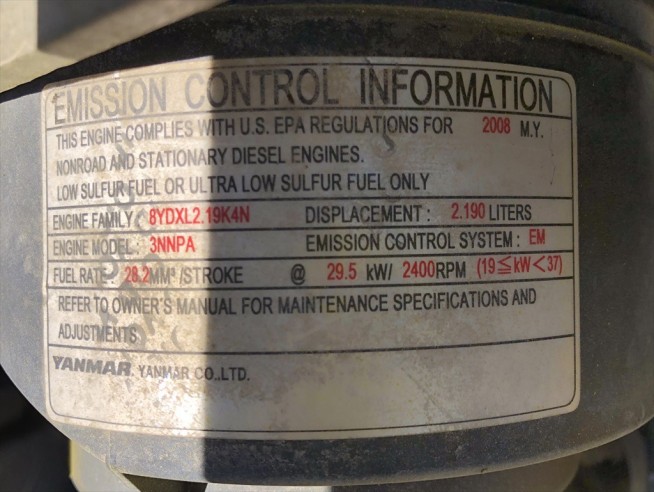 EMISSION CONTROL INFORMATION
THIS ENGINE COMPLIES WITH U.S. EPA REGULATIONS FOR 2008 M.Y.
NONROAD AND STATIONARY DIESEL ENGINES.
LOW SULFUR FUEL OR ULTRA LOW SULFUR FUEL ONLY
ENGINE FAMILY : 8YDXL2.19K4N DISPLACEMENT : 2.190 LITERS
ENGINE MODEL : 3NNPA EMISSION CONTROL SYSTEM : EM
FUEL RATE : 28.2MM³ /STROKE @ 29.5 kW/ 2400RPM (19≦kW<37)
REFER TO OWNER'S MANUAL FOR MAINTENANCE SPECIFICATIONS AND
ADJUSTMENTS
YANMAR YANMAR CO.,LTD.